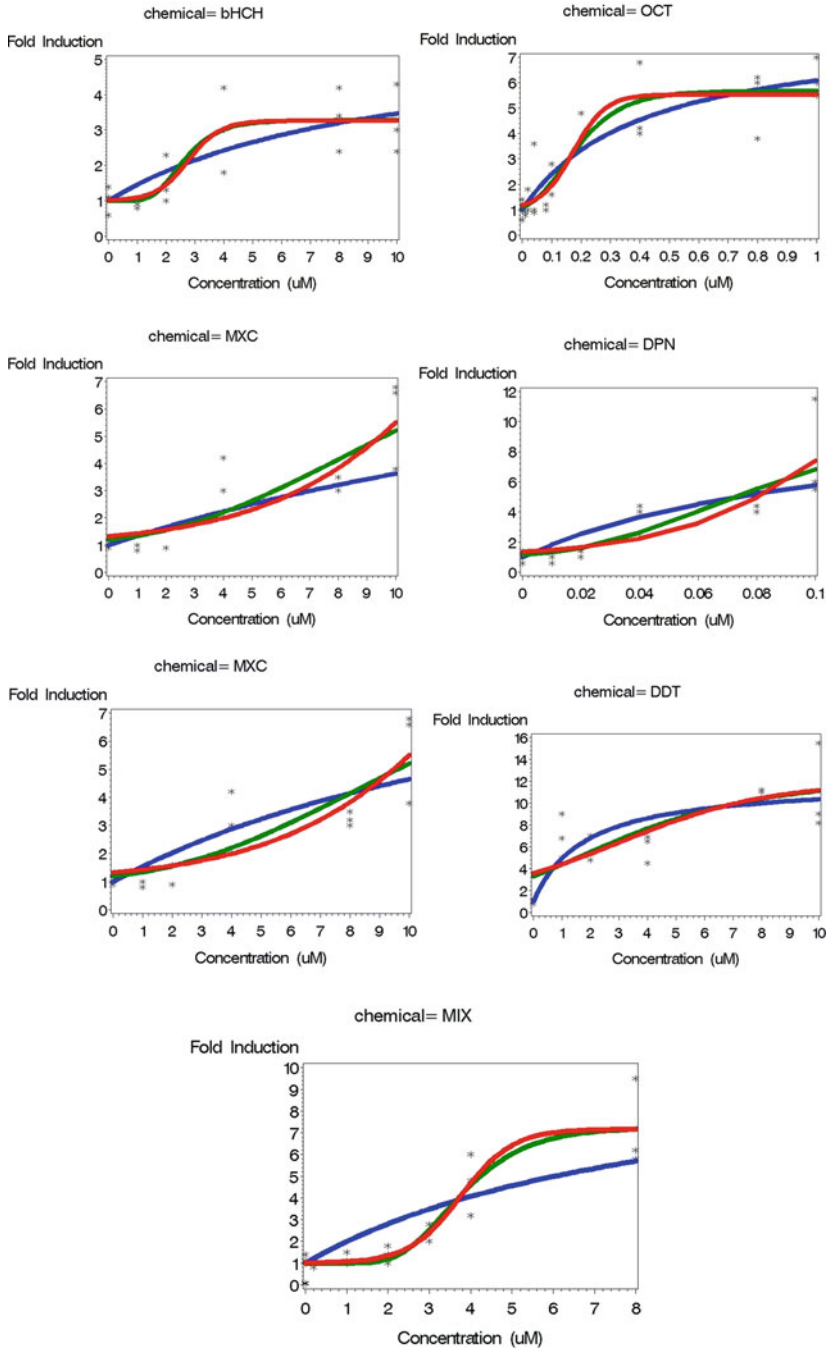 chemical= bHCH
Fold Induction
5
4
3
2
1
0
0 1 2 3 4 5 6 7 8 9 10
Concentration (uM)
chemical= OCT
Fold Induction
7
6
5
4
3
2
1
0
0 0.1 0.2 0.3 0.4 0.5 0.6 0.7 0.8 0.9 1
Concentration (uM)
chemical= MXC
Fold Induction
7
6
5
4
3
2
1
0
0 1 2 3 4 5 6 7 8 9 10
Concentration (uM)
chemical= DPN
Fold Induction
12
10
8
6
4
2
0
0 0.02 0.04 0.06 0.08 0.1
Concentration (uM)
chemical= MXC
Fold Induction
7
6
5
4
3
2
1
0
0 1 2 3 4 5 6 7 8 9 10
Concentration (uM)
chemical= DDT
Fold Induction
16
14
12
10
8
6
4
2
0
0 1 2 3 4 5 6 7 8 9 10
Concentration (uM)
chemical= MIX
Fold Induction
10
9
8
7
6
5
4
3
2
1
0
0 1 2 3 4 5 6 7 8
Concentration (uM)